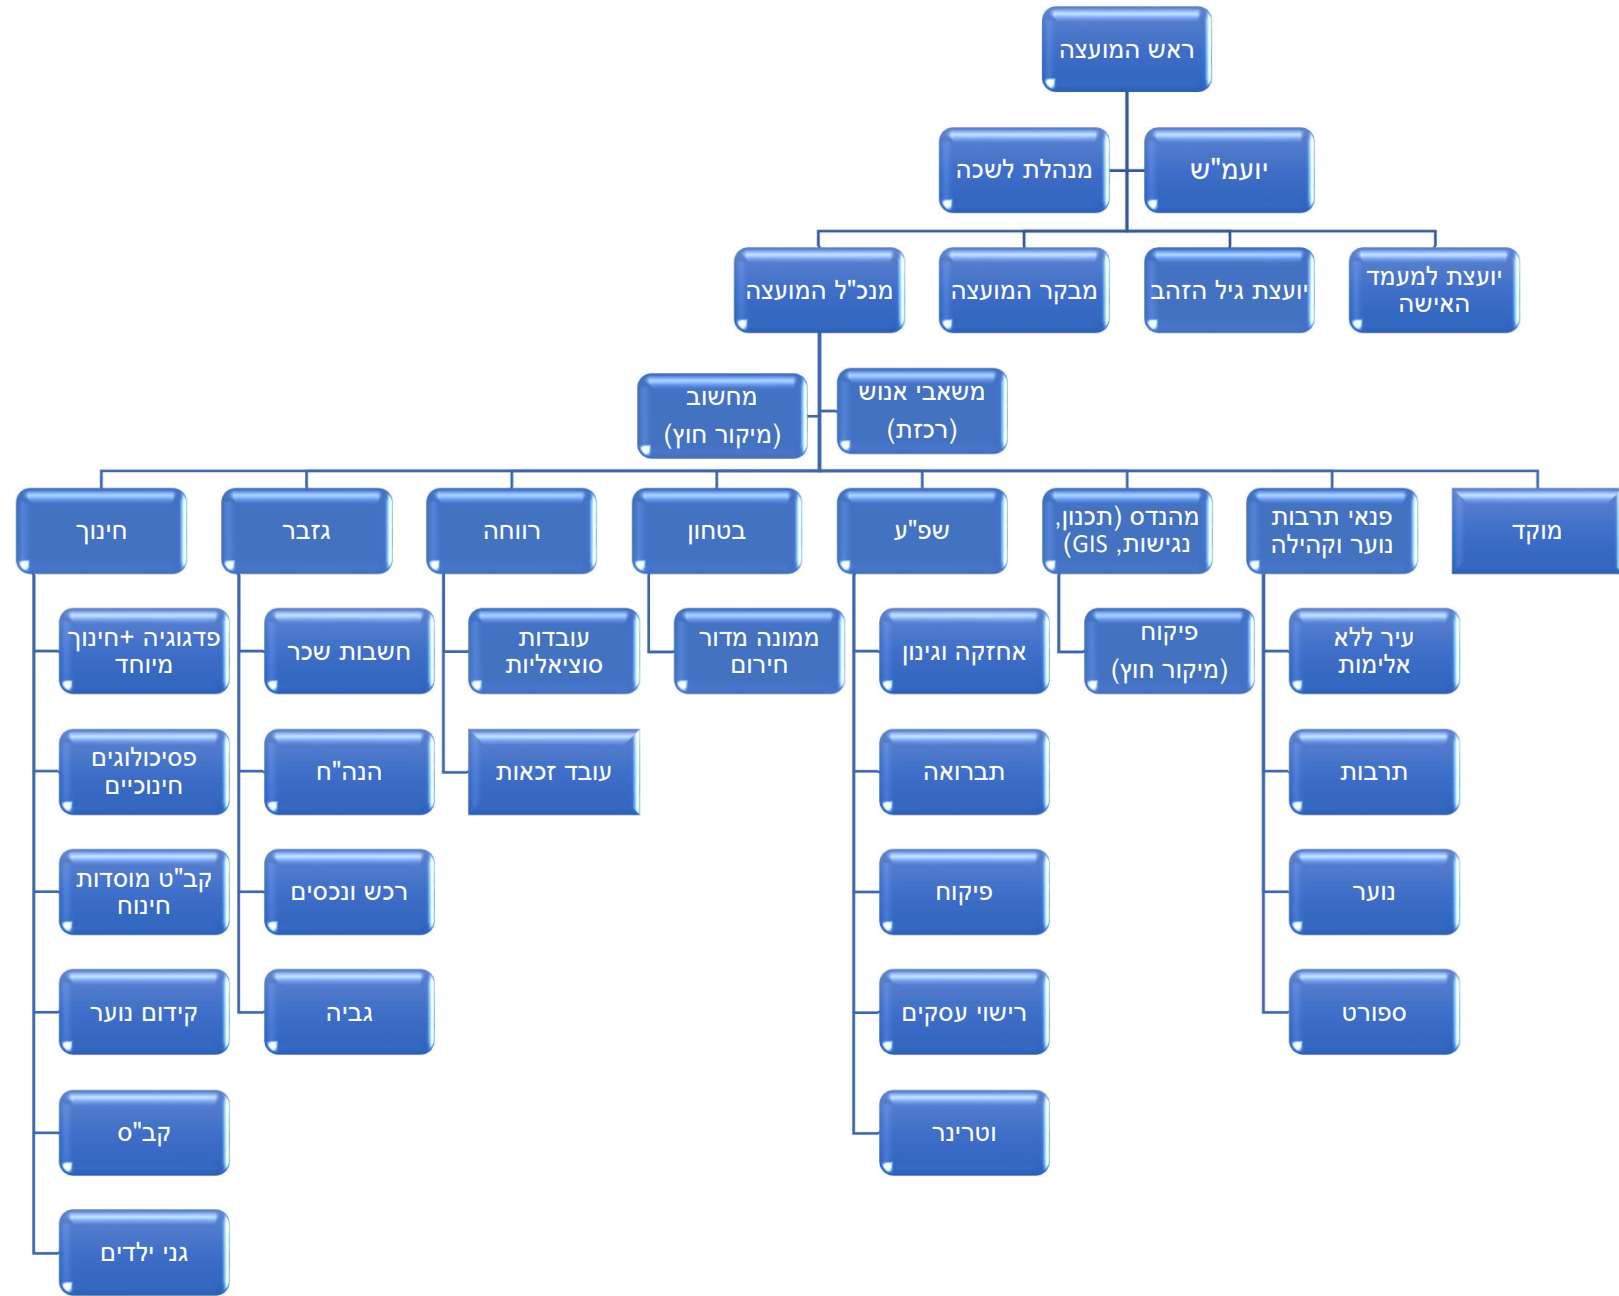 ראש המועצה
יועמ"ש
מנהלת לשכה
יועצת למעמד
האישה
יועצת גיל הזהב
מבקר המועצה
מנכ"ל המועצה
משאבי אנוש
(רכזת)
מחשוב
(מיקור חוץ)
מוקד
פנאי תרבות
נוער וקהילה
מהנדס (תכנון,
נגישות, GIS)
שפ"ע
בטחון
רווחה
גזבר
חינוך
עיר ללא
אלימות
תרבות
נוער
ספורט
פיקוח
(מיקור חוץ)
אחזקה וגינון
תברואה
פיקוח
רישוי עסקים
וטרינר
ממונה מדור
חירום
עובדות
סוציאליות
עובד זכאות
חשבות שכר
הנה"ח
רכש ונכסים
גביה
פדגוגיה +חינוך
מיוחד
פסיכולוגים
חינוכיים
קב"ט מוסדות
חינוח
קידום נוער
קב"ס
גני ילדים